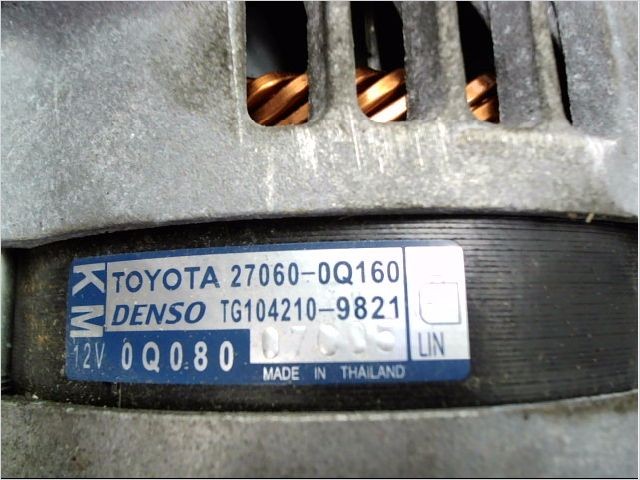 KM
TOYOTA 27060-0Q160
DENSO TG104210-9821
12V 0Q080
LIN
MADE IN THAILAND